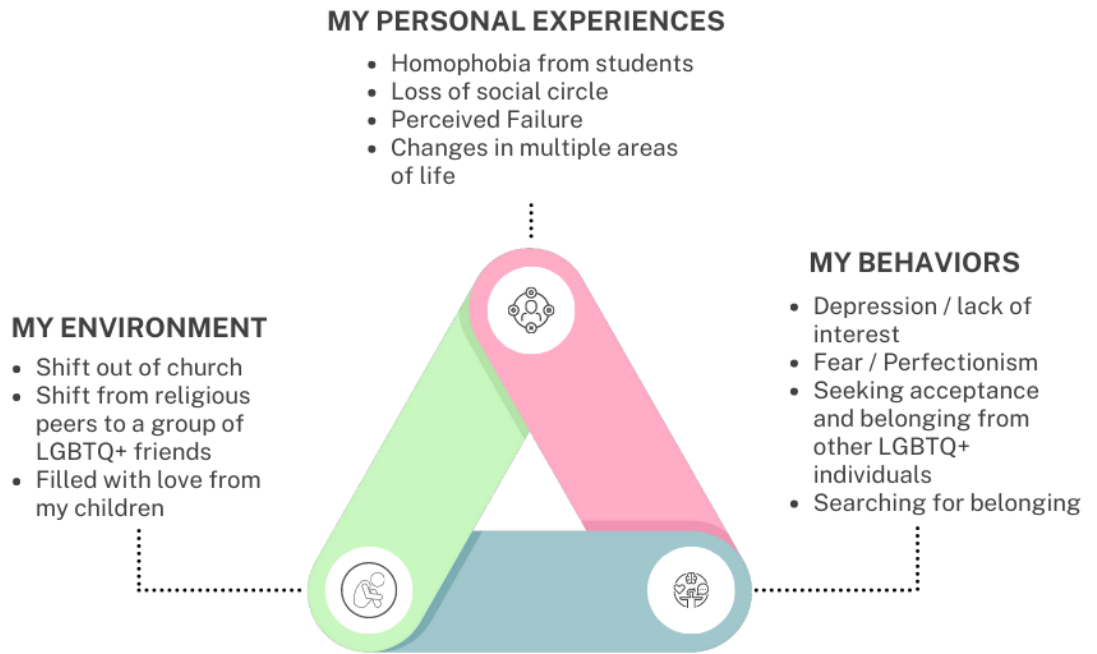 MY PERSONAL EXPERIENCES
• Homophobia from students
• Loss of social circle
• Perceived Failure
• Changes in multiple areas
of life
MY ENVIRONMENT
• Shift out of church
• Shift from religious
peers to a group of
LGBTQ+ friends
• Filled with love from
my children
MY BEHAVIORS
• Depression / lack of
interest
• Fear / Perfectionism
• Seeking acceptance
and belonging from
other LGBTQ+
individuals
• Searching for belonging